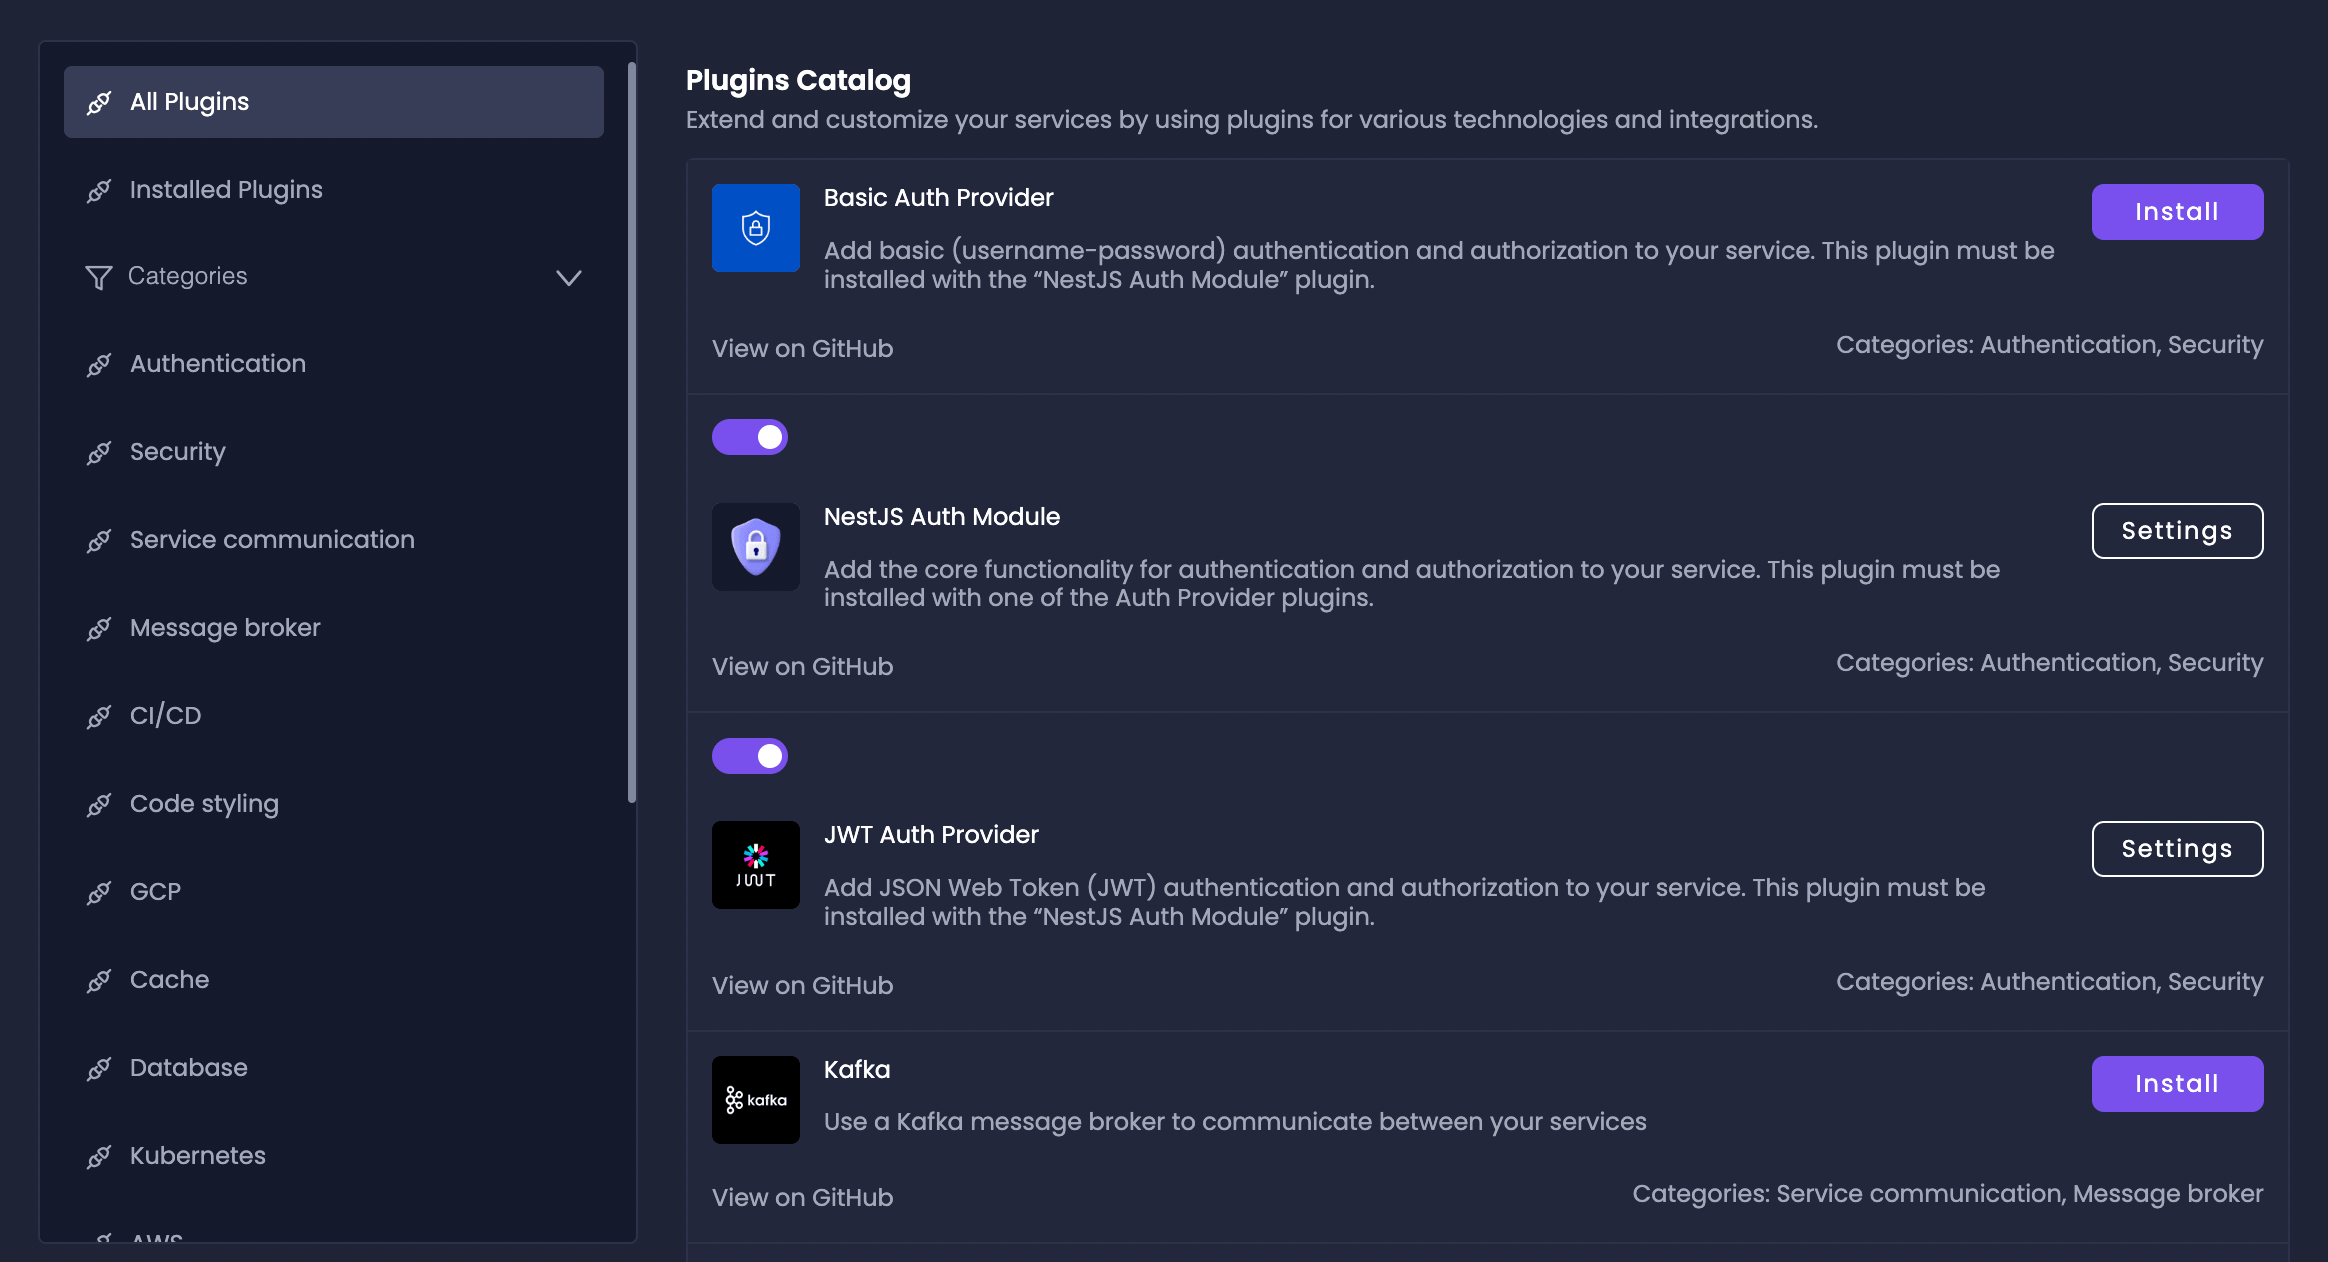 All Plugins
Installed Plugins
Categories
Authentication
Security
Service communication
Message broker
CI/CD
Code styling
GCP
Cache
Database
Kubernetes
AWS
Plugins Catalog
Extend and customize your services by using plugins for various technologies and integrations.
Basic Auth Provider
Install
Add basic (username-password) authentication and authorization to your service. This plugin must be
installed with the “NestJS Auth Module” plugin.
View on GitHub
Categories: Authentication, Security
NestJS Auth Module
Settings
Add the core functionality for authentication and authorization to your service. This plugin must be
installed with one of the Auth Provider plugins.
View on GitHub
Categories: Authentication, Security
JWT
JWT Auth Provider
Settings
Add JSON Web Token (JWT) authentication and authorization to your service. This plugin must be
installed with the “NestJS Auth Module” plugin.
View on GitHub
Categories: Authentication, Security
kafka
Kafka
Install
Use a Kafka message broker to communicate between your services
View on GitHub
Categories: Service communication, Message broker